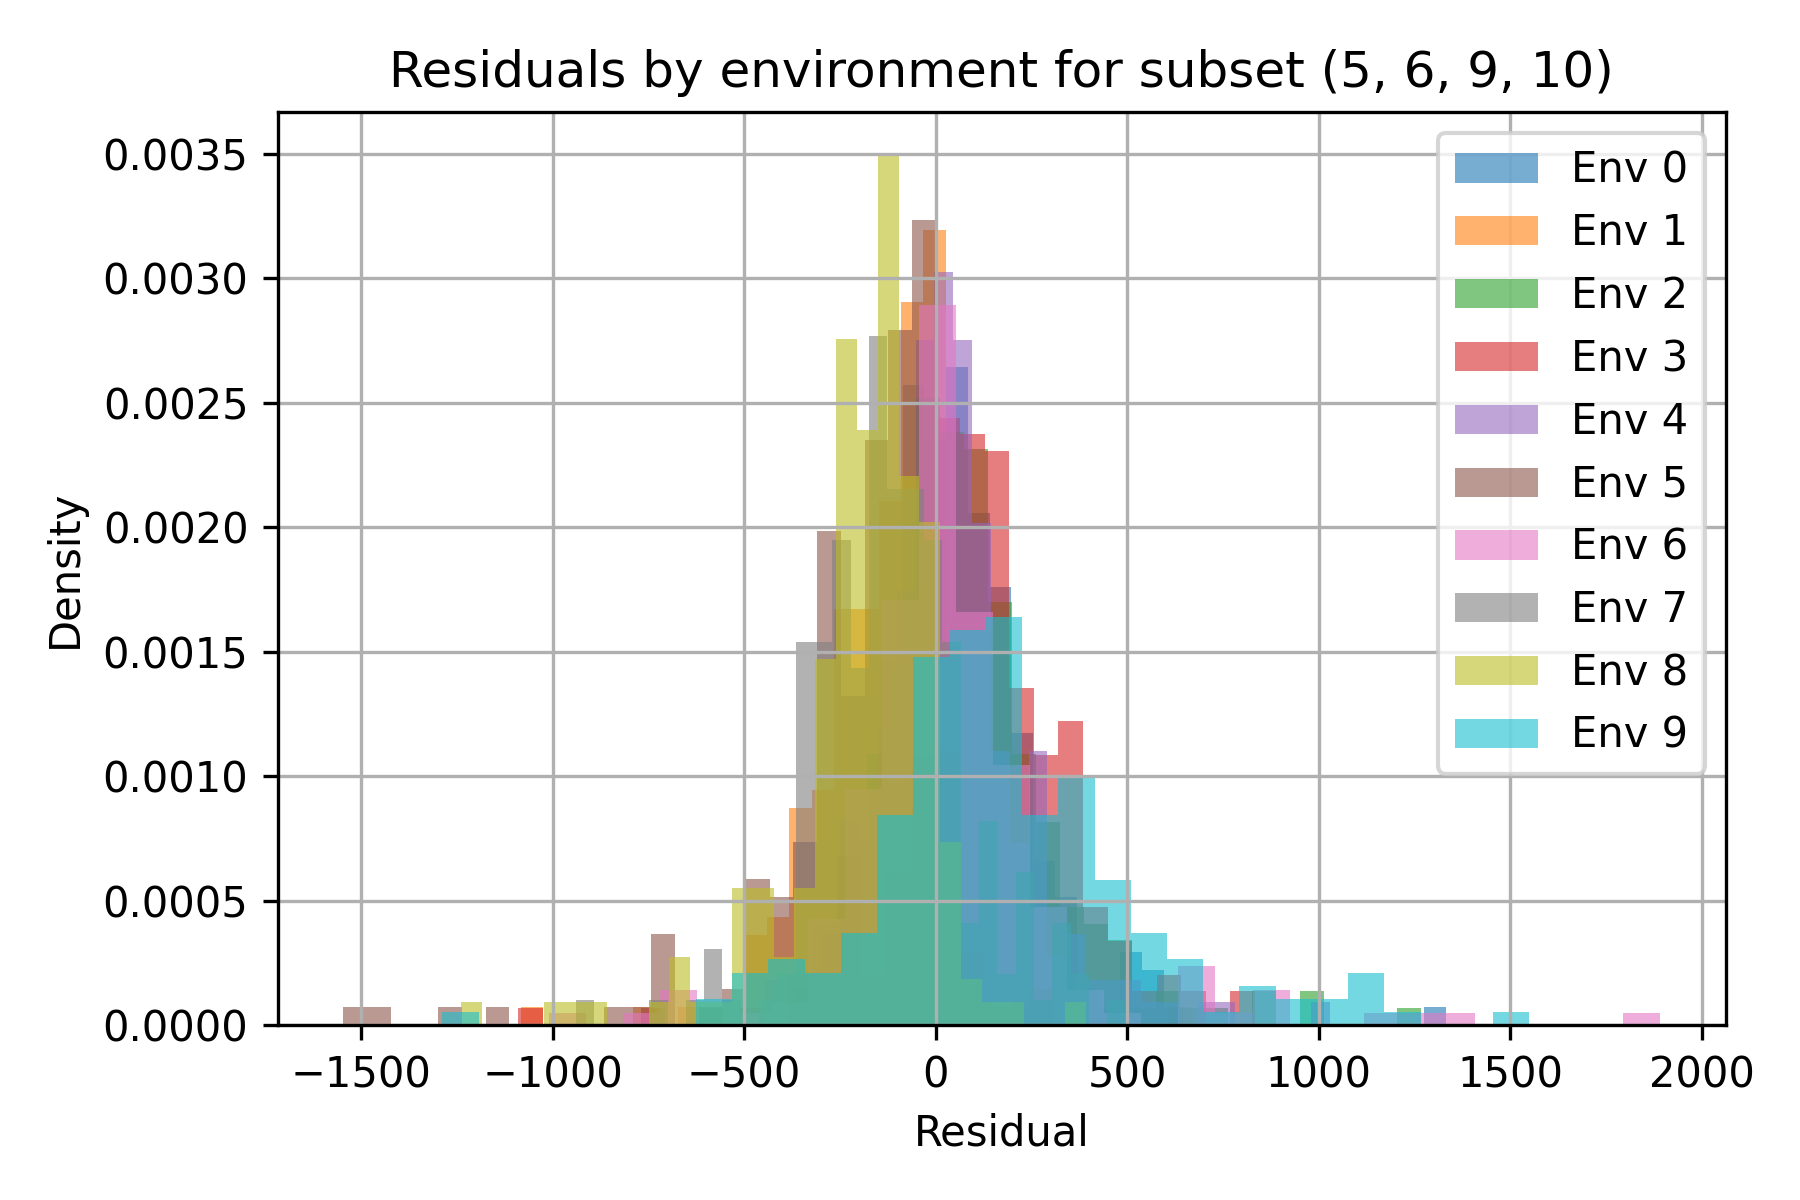 Residuals by environment for subset (5, 6, 9, 10)
0.0035
0.0030
0.0025
0.0020
0.0015
0.0010
0.0005
0.0000
Density
Env 0
Env 1
Env 2
Env 3
Env 4
Env 5
Env 6
Env 7
Env 8
Env 9
−1500 −1000 −500 0 500 1000 1500 2000
Residual